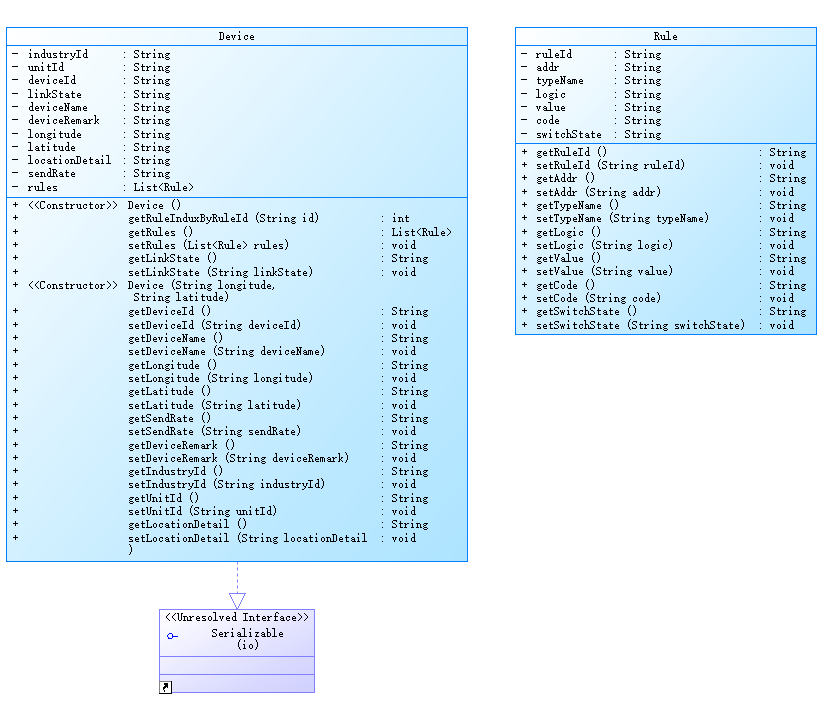 Device
- industryId : String
- unitId : String
- deviceId : String
- linkState : String
- deviceName : String
- deviceRemark : String
- longitude : String
- latitude : String
- locationDetail : String
- sendRate : String
- rules : List<Rule>
+ <<Constructor>> Device ()
+ getRuleInduxByRuleId (String id) : int
+ getRules () : List<Rule>
+ setRules (List<Rule> rules) : void
+ getLinkState () : String
+ setLinkState (String linkState) : void
+ <<Constructor>> Device (String longitude,
String latitude)
+ getDeviceId () : String
+ setDeviceId (String deviceId) : void
+ getDeviceName () : String
+ setDeviceName (String deviceName) : void
+ getLongitude () : String
+ setLongitude (String longitude) : void
+ getLatitude () : String
+ setLatitude (String latitude) : void
+ getSendRate () : String
+ setSendRate (String sendRate) : void
+ getDeviceRemark () : String
+ setDeviceRemark (String deviceRemark) : void
+ getIndustryId () : String
+ setIndustryId (String industryId) : void
+ getUnitId () : String
+ setUnitId (String unitId) : void
+ getLocationDetail () : String
+ setLocationDetail (String locationDetail : void
)
<<Unresolved Interface>>
Serializable
(io)
Rule
- ruleId : String
- addr : String
- typeName : String
- logic : String
- value : String
- code : String
- switchState : String
+ getRuleId () : String
+ setRuleId (String ruleId) : void
+ getAddr () : String
+ setAddr (String addr) : void
+ getTypeName () : String
+ setTypeName (String typeName) : void
+ getLogic () : String
+ setLogic (String logic) : void
+ getValue () : String
+ setValue (String value) : void
+ getCode () : String
+ setCode (String code) : void
+ getSwitchState () : String
+ setSwitchState (String switchState) : void